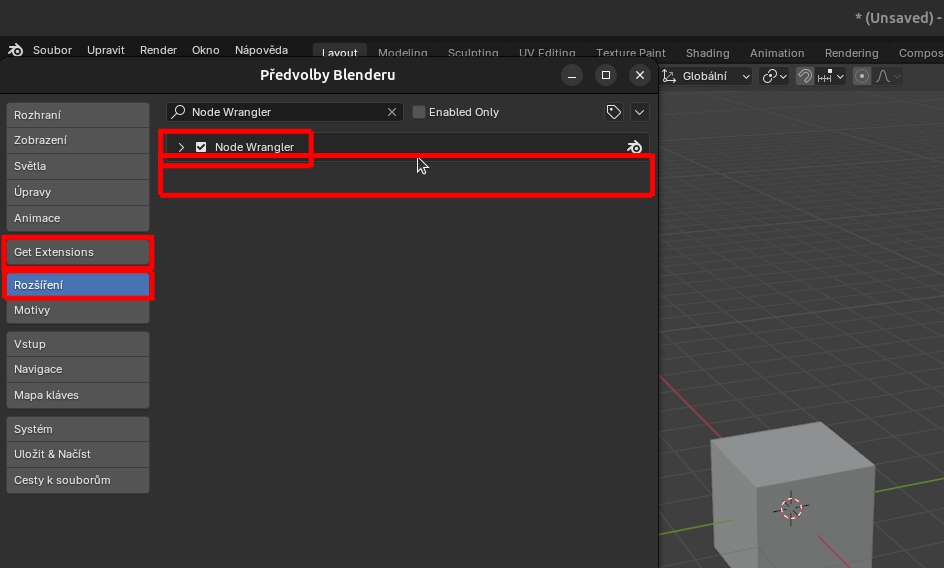 * (Unsaved) -
Soubor Upravit Render Okno Nápověda Layout Modeling Sculpting UV Editing Texture Paint Shading Animation Rendering Compos
Předvolby Blenderu
Globální
Rozhraní
Zobrazení
Světla
Úpravy
Animace
Get Extensions
Rozšíření
Motivy
Vstup
Navigace
Mapa kláves
Systém
Uložit & Načíst
Cesty k souborům
Node Wrangler
Enabled Only
Node Wrangler